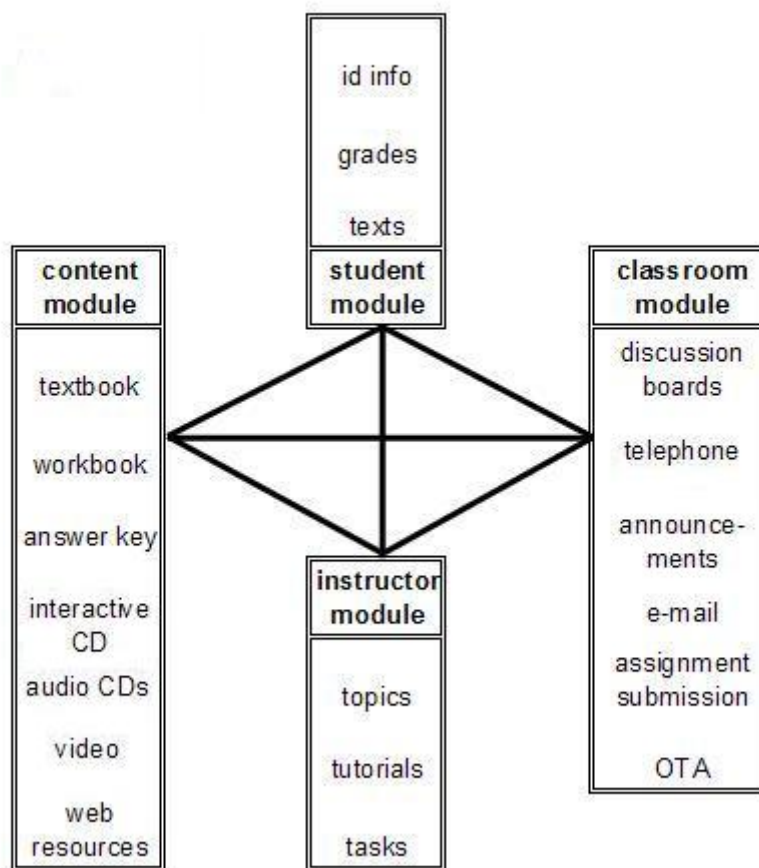 id info
grades
texts
student
module
content
module
textbook
workbook
answer key
interactive
CD
audio CDs
video
web
resources
classroom
module
discussion
boards
telephone
announce-
ments
e-mail
assignment
submission
OTA
instructor
module
topics
tutorials
tasks